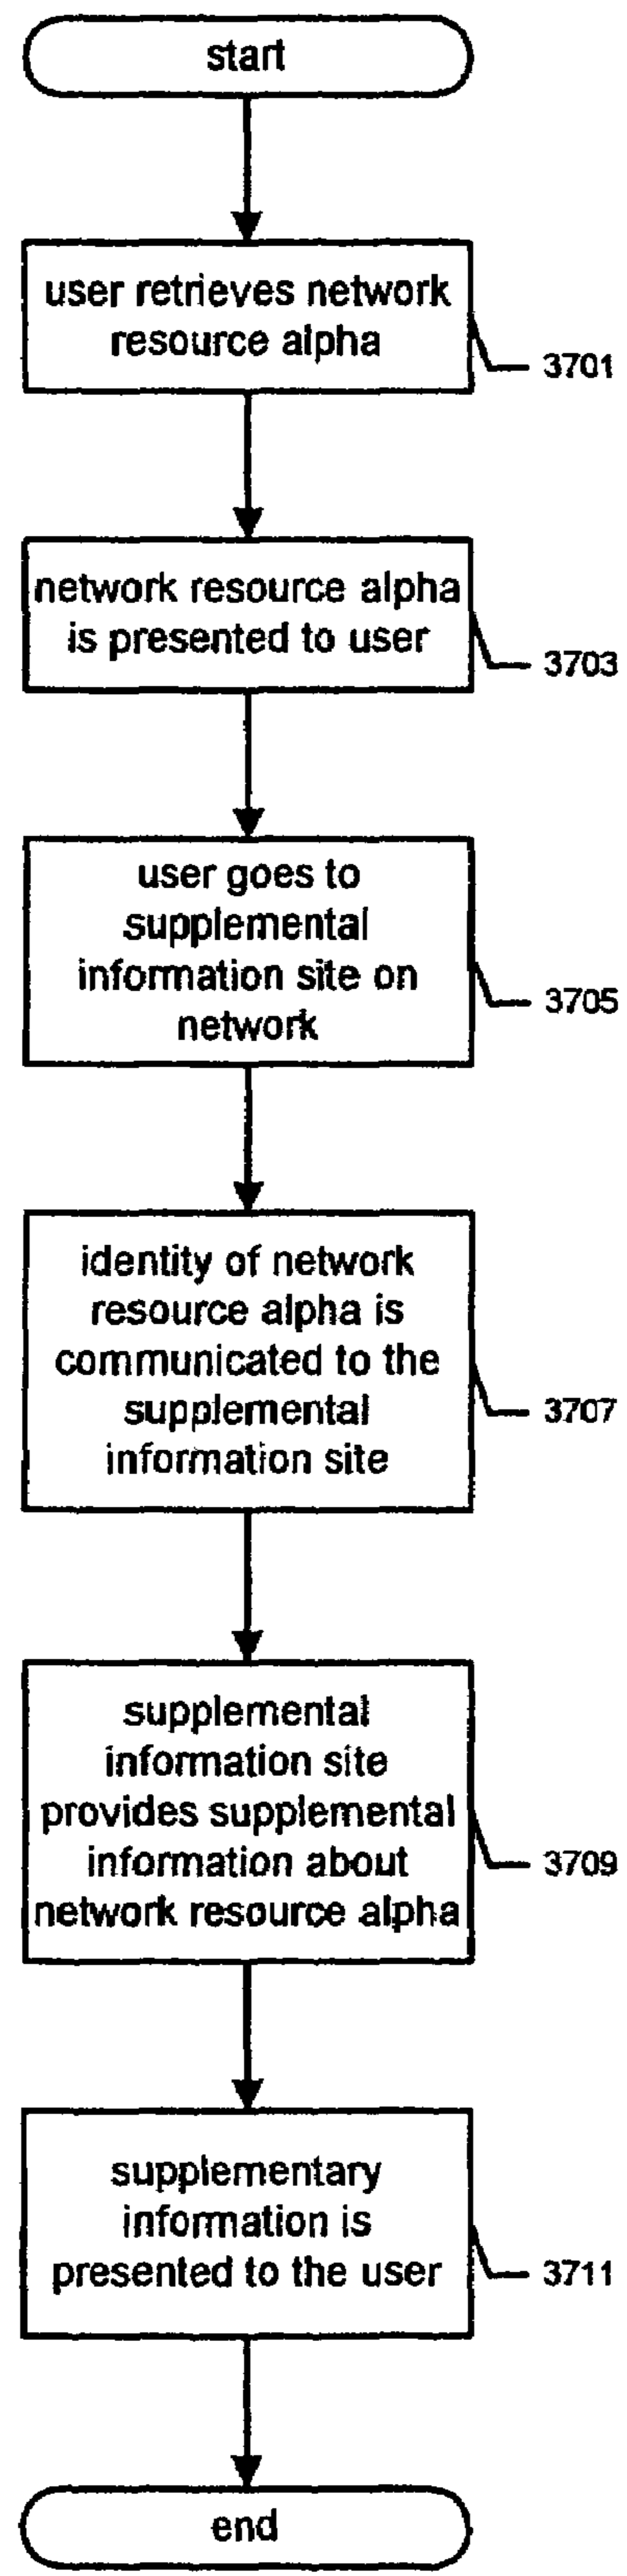 start
user retrieves network
resource alpha
3701
network resource alpha
is presented to user
3703
user goes to
supplemental
information site on
network
3705
identity of network
resource alpha is
communicated to the
supplemental
information site
3707
supplemental
information site
provides supplemental
information about
network resource alpha
3709
supplementary
information is
presented to the user
3711
end